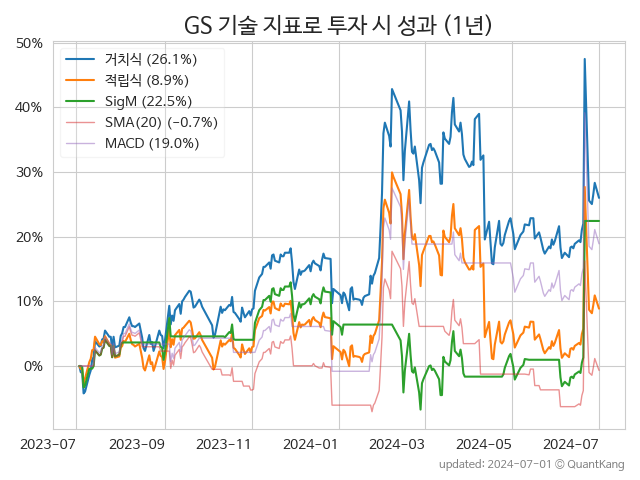 GS 기술 지표로 투자 시 성과 (1년)
50%
40%
30%
20%
10%
0%
거치식 (26.1%)
적립식 (8.9%)
SigM (22.5%)
SMA(20) (−0.7%)
MACD (19.0%)
2023-07 2023-09 2023-11 2024-01 2024-03 2024-05 2024-07
updated: 2024-07-01 © QuantKang